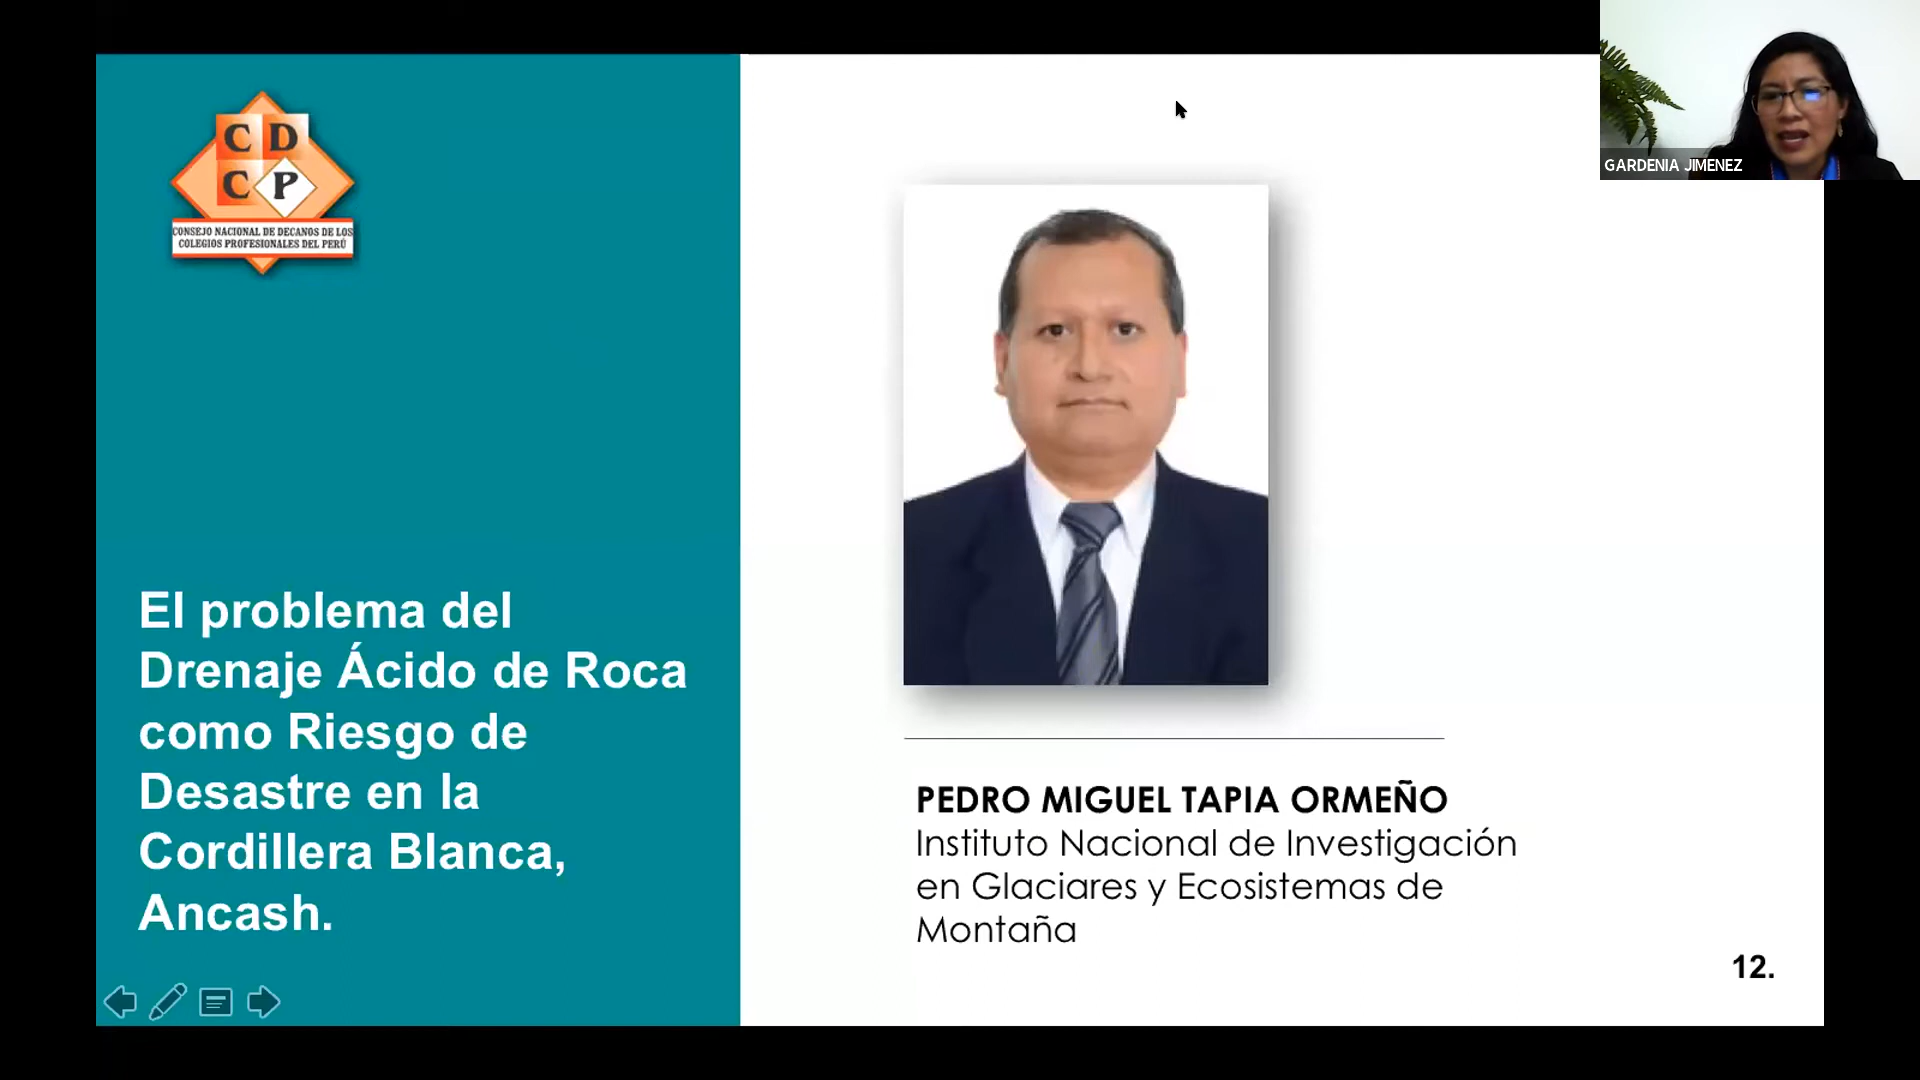 C D
C P
CONSEJO NACIONAL DE DECANOS DE LOS
COLEGIOS PROFESIONALES DEL PERÚ
El problema del
Drenaje Ácido de Roca
como Riesgo de
Desastre en la
Cordillera Blanca,
Ancash.
PEDRO MIGUEL TAPIA ORMEÑO
Instituto Nacional de Investigación
en Glaciares y Ecosistemas de
Montaña
12.
GARDENIA JIMENEZ